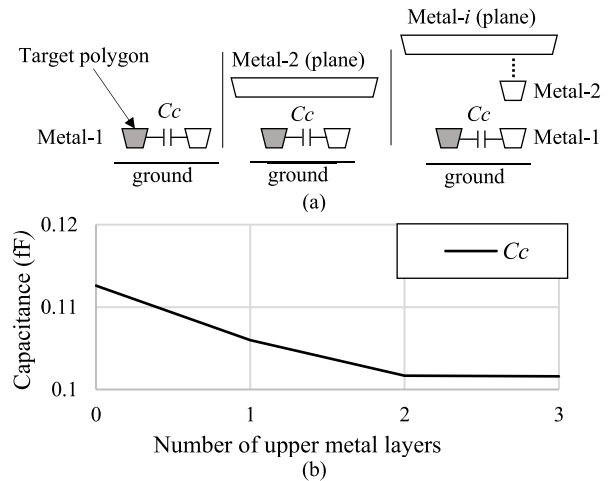 Metal-i (plane)
Target polygon
Metal-2 (plane)
Metal-2
Cc
Cc
Cc
Metal-1
Metal-1
ground
ground
ground
(a)
0.12
0.11
0.1
Capacitance (fF)
Cc
0
1
2
3
Number of upper metal layers
(b)